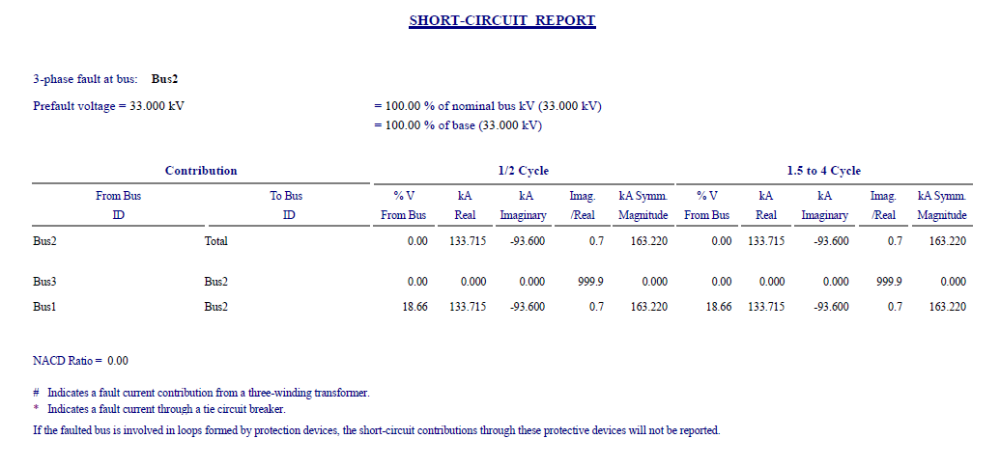 SHORT-CIRCUIT REPORT
3-phase fault at bus: Bus2
Prefault voltage = 33.000 kV = 100.00 % of nominal bus kV (33.000 kV)
= 100.00 % of base (33.000 kV)
Contribution 1/2 Cycle 1.5 to 4 Cycle
From Bus To Bus % V kA kA Imag. kA Symm. % V kA kA Imag. kA Symm.
ID ID From Bus Real Imaginary /Real Magnitude From Bus Real Imaginary /Real Magnitude
Bus2 Total 0.00 133.715 -93.600 0.7 163.220 0.00 133.715 -93.600 0.7 163.220
Bus3 Bus2 0.00 0.000 0.000 999.9 0.000 0.00 0.000 0.000 999.9 0.000
Bus1 Bus2 18.66 133.715 -93.600 0.7 163.220 18.66 133.715 -93.600 0.7 163.220
NACD Ratio = 0.00
# Indicates a fault current contribution from a three-winding transformer.
* Indicates a fault current through a tie circuit breaker.
If the faulted bus is involved in loops formed by protection devices, the short-circuit contributions through these protective devices will not be reported.